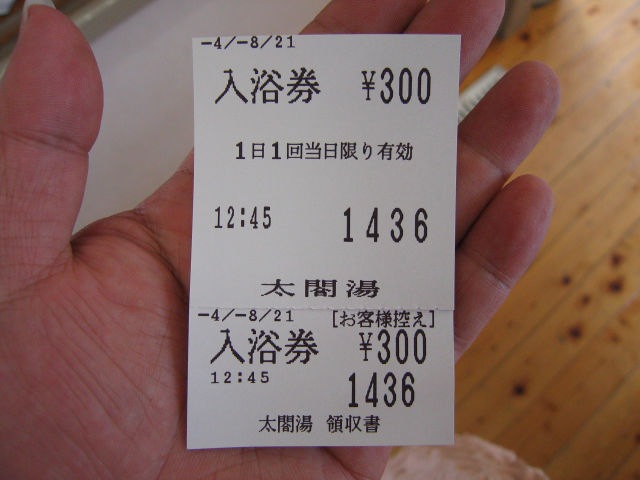 -4/-8/21
入浴券 ¥300
1日1回当日限り有効
12:45 1436
太閤湯
-4/-8/21 [お客様控え]
入浴券 ¥300
12:45 1436
太閤湯 領収書